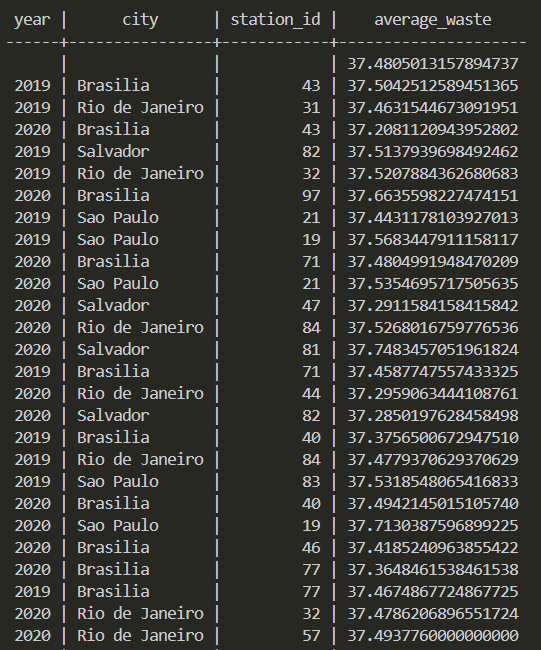 year |      city      | station_id |    average_waste
------+----------------+------------+---------------------
      |                |            | 37.4805013157894737
 2019 | Brasilia       |         43 | 37.5042512589451365
 2019 | Rio de Janeiro |         31 | 37.4631544673091951
 2020 | Brasilia       |         43 | 37.2081120943952802
 2019 | Salvador       |         82 | 37.5137939698492462
 2019 | Rio de Janeiro |         32 | 37.5207884362680683
 2020 | Brasilia       |         97 | 37.6635598227474151
 2019 | Sao Paulo      |         21 | 37.4431178103927013
 2019 | Sao Paulo      |         19 | 37.5683447911158117
 2020 | Brasilia       |         71 | 37.4804991948470209
 2020 | Sao Paulo      |         21 | 37.5354695717505635
 2020 | Salvador       |         47 | 37.2911584158415842
 2020 | Rio de Janeiro |         84 | 37.5268016759776536
 2020 | Salvador       |         81 | 37.7483457051961824
 2019 | Brasilia       |         71 | 37.4587747557433325
 2020 | Rio de Janeiro |         44 | 37.2959063444108761
 2020 | Salvador       |         82 | 37.2850197628458498
 2019 | Brasilia       |         40 | 37.3756500672947510
 2019 | Rio de Janeiro |         84 | 37.4779370629370629
 2019 | Sao Paulo      |         83 | 37.5318548065416833
 2020 | Brasilia       |         40 | 37.4942145015105740
 2020 | Sao Paulo      |         19 | 37.7130387596899225
 2020 | Brasilia       |         46 | 37.4185240963855422
 2020 | Brasilia       |         77 | 37.3648461538461538
 2019 | Brasilia       |         77 | 37.4674867724867725
 2020 | Rio de Janeiro |         32 | 37.4786206896551724
 2020 | Rio de Janeiro |         57 | 37.4937760000000000